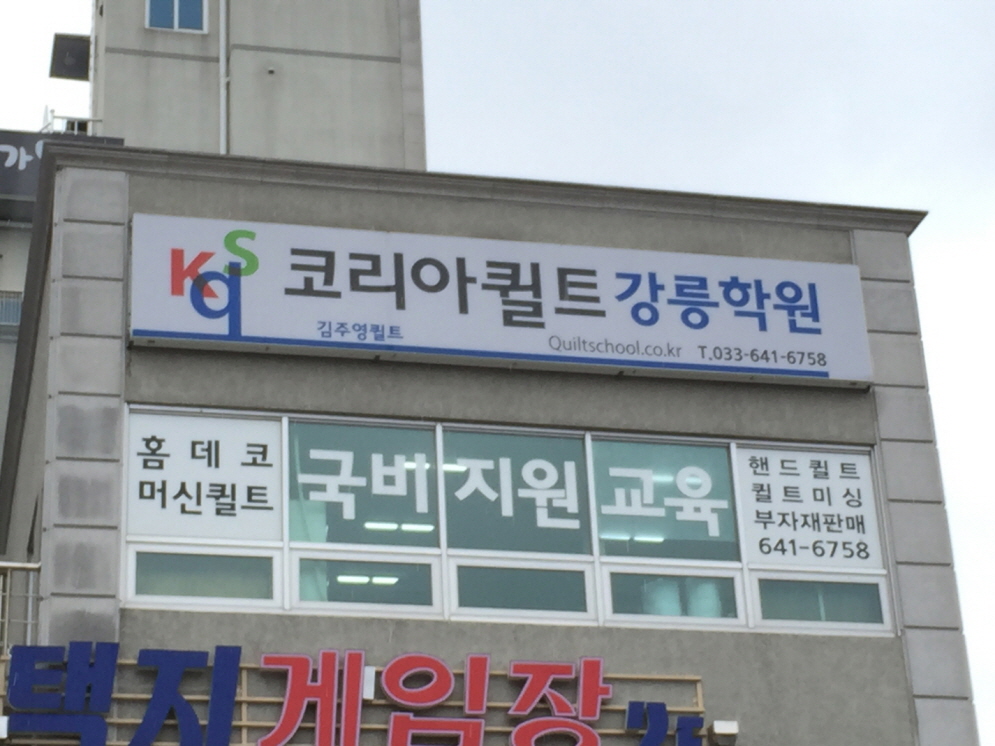 KqS 코리아퀼트강릉학원
김주영퀼트 Quiltschool.co.kr T.033-641-6758
홈데코
머신퀼트
국비지원교육
핸드퀼트
퀼트미싱
부자재판매
641-6758
택지게임장